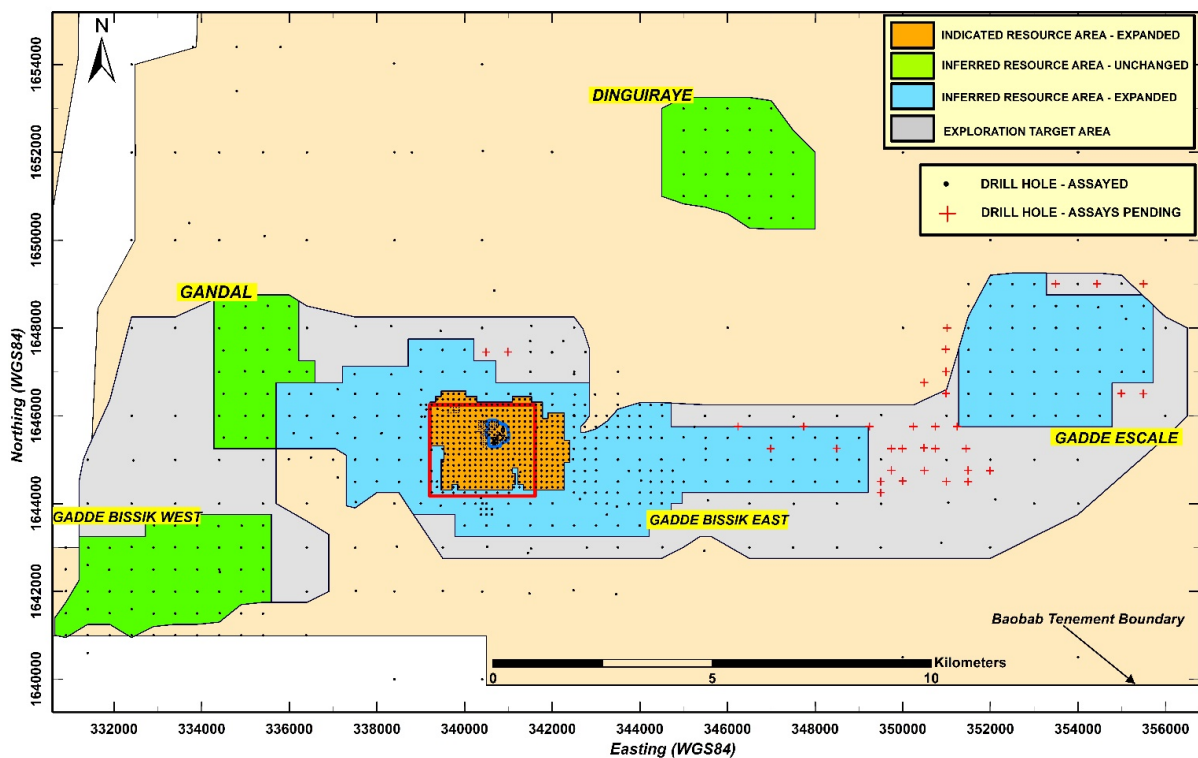 N
INDICATED RESOURCE AREA - EXPANDED
INFERRED RESOURCE AREA - UNCHANGED
INFERRED RESOURCE AREA - EXPANDED
EXPLORATION TARGET AREA
DRILL HOLE - ASSAYED
DRILL HOLE - ASSAYS PENDING
DINGUIRAYE
GANDAL
GADDE ESCALE
GADDE BISSIK WEST
GADDE BISSIK EAST
Baobab Tenement Boundary
Kilometers
0 5 10
1654000
1652000
1650000
1648000
1646000
1644000
1642000
1640000
Northing (WGS84)
332000 334000 336000 338000 340000 342000 344000 346000 348000 350000 352000 354000 356000
Easting (WGS84)